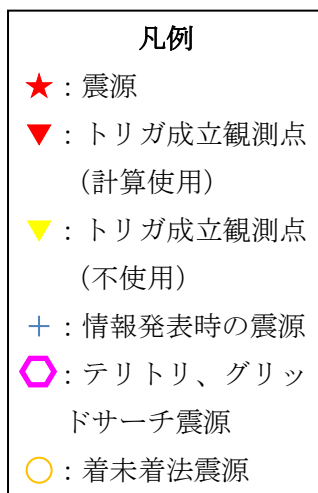 凡例
★：震源
▼：トリガ成立観測点
（計算使用）
▼：トリガ成立観測点
（不使用）
＋：情報発表時の震源
：テリトリ、グリッ
ドサーチ震源
○：着未着法震源